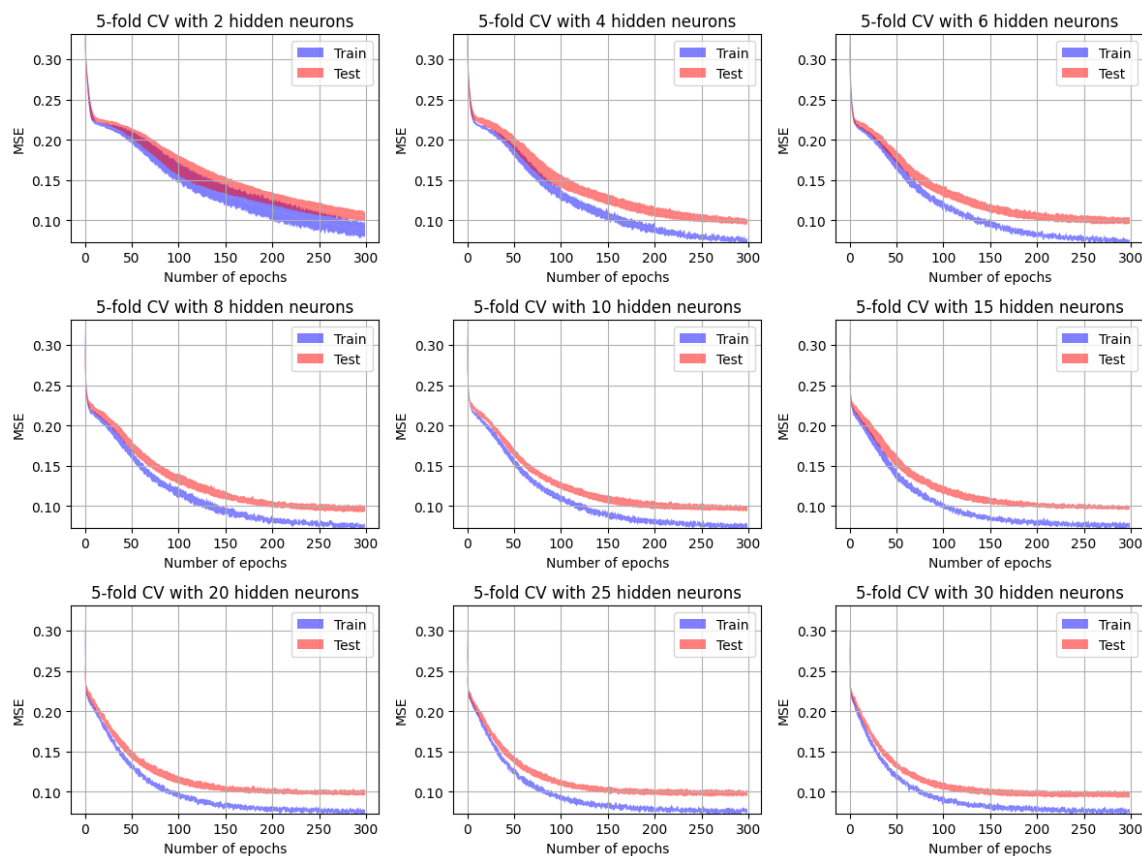 5-fold CV with 2 hidden neurons
0.30
0.25
0.20
0.15
0.10
MSE
Train
Test
0 50 100 150 200 250 300
Number of epochs
5-fold CV with 4 hidden neurons
0.30
0.25
0.20
0.15
0.10
MSE
Train
Test
0 50 100 150 200 250 300
Number of epochs
5-fold CV with 6 hidden neurons
0.30
0.25
0.20
0.15
0.10
MSE
Train
Test
0 50 100 150 200 250 300
Number of epochs
5-fold CV with 8 hidden neurons
0.30
0.25
0.20
0.15
0.10
MSE
Train
Test
0 50 100 150 200 250 300
Number of epochs
5-fold CV with 10 hidden neurons
0.30
0.25
0.20
0.15
0.10
MSE
Train
Test
0 50 100 150 200 250 300
Number of epochs
5-fold CV with 15 hidden neurons
0.30
0.25
0.20
0.15
0.10
MSE
Train
Test
0 50 100 150 200 250 300
Number of epochs
5-fold CV with 20 hidden neurons
0.30
0.25
0.20
0.15
0.10
MSE
Train
Test
0 50 100 150 200 250 300
Number of epochs
5-fold CV with 25 hidden neurons
0.30
0.25
0.20
0.15
0.10
MSE
Train
Test
0 50 100 150 200 250 300
Number of epochs
5-fold CV with 30 hidden neurons
0.30
0.25
0.20
0.15
0.10
MSE
Train
Test
0 50 100 150 200 250 300
Number of epochs